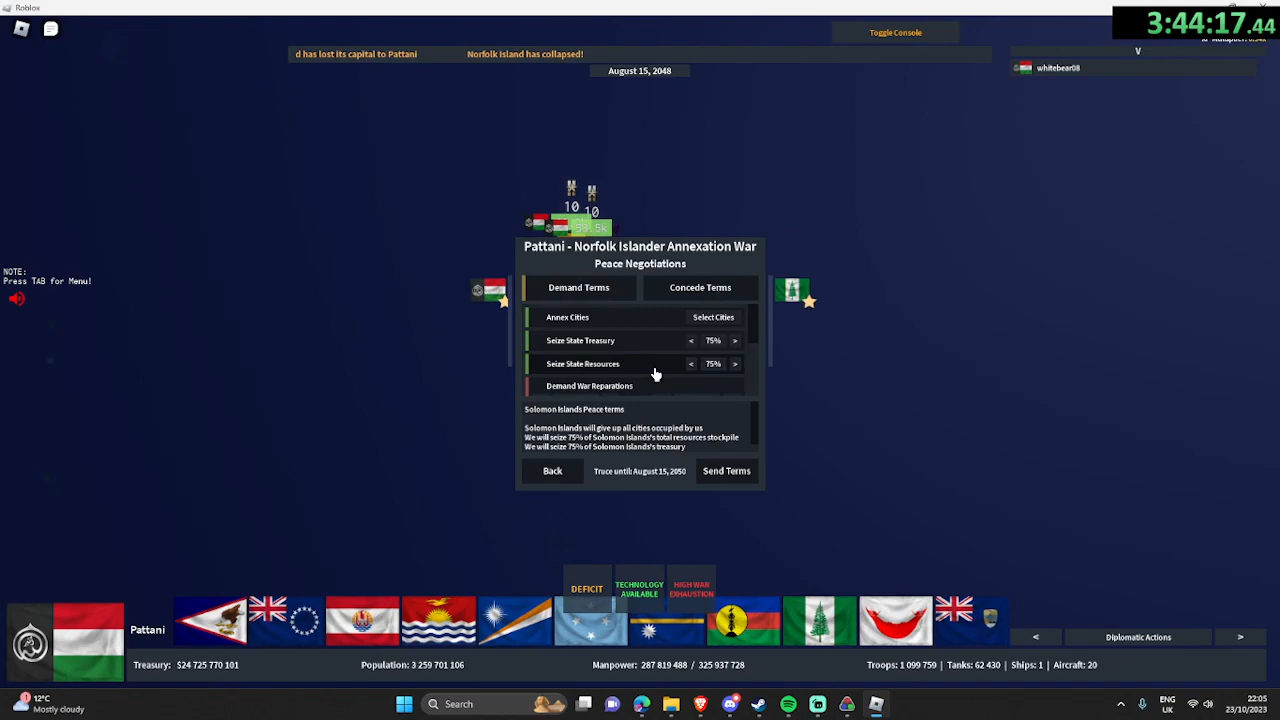 Roblox
3:44:17.44
Toggle Console
d has lost its capital to Pattani Norfolk Island has collapsed!
V
August 15, 2048
whitebear08
10
10
NOTE:
Press TAB for Menu!
Pattani - Norfolk Islander Annexation War
Peace Negotiations
Demand Terms Concede Terms
Annex Cities Select Cities
Seize State Treasury < 75% >
Seize State Resources < 75% >
Demand War Reparations
Solomon Islands Peace terms
Solomon Islands will give up all cities occupied by us
We will seize 75% of Solomon Islands's total resources stockpile
We will seize 75% of Solomon Islands's treasury
Back Truce until: August 15, 2050 Send Terms
DEFICIT
TECHNOLOGY
AVAILABLE
HIGH WAR
EXHAUSTION
Pattani
< Diplomatic Actions >
Treasury: $24 725 770 101 Population: 3 259 701 106 Manpower: 287 819 488 / 325 937 728 Troops: 1 099 759 | Tanks: 62 430 | Ships: 1 | Aircraft: 20
12°C
Mostly cloudy
Search
ENG
UK
22:05
23/10/2023